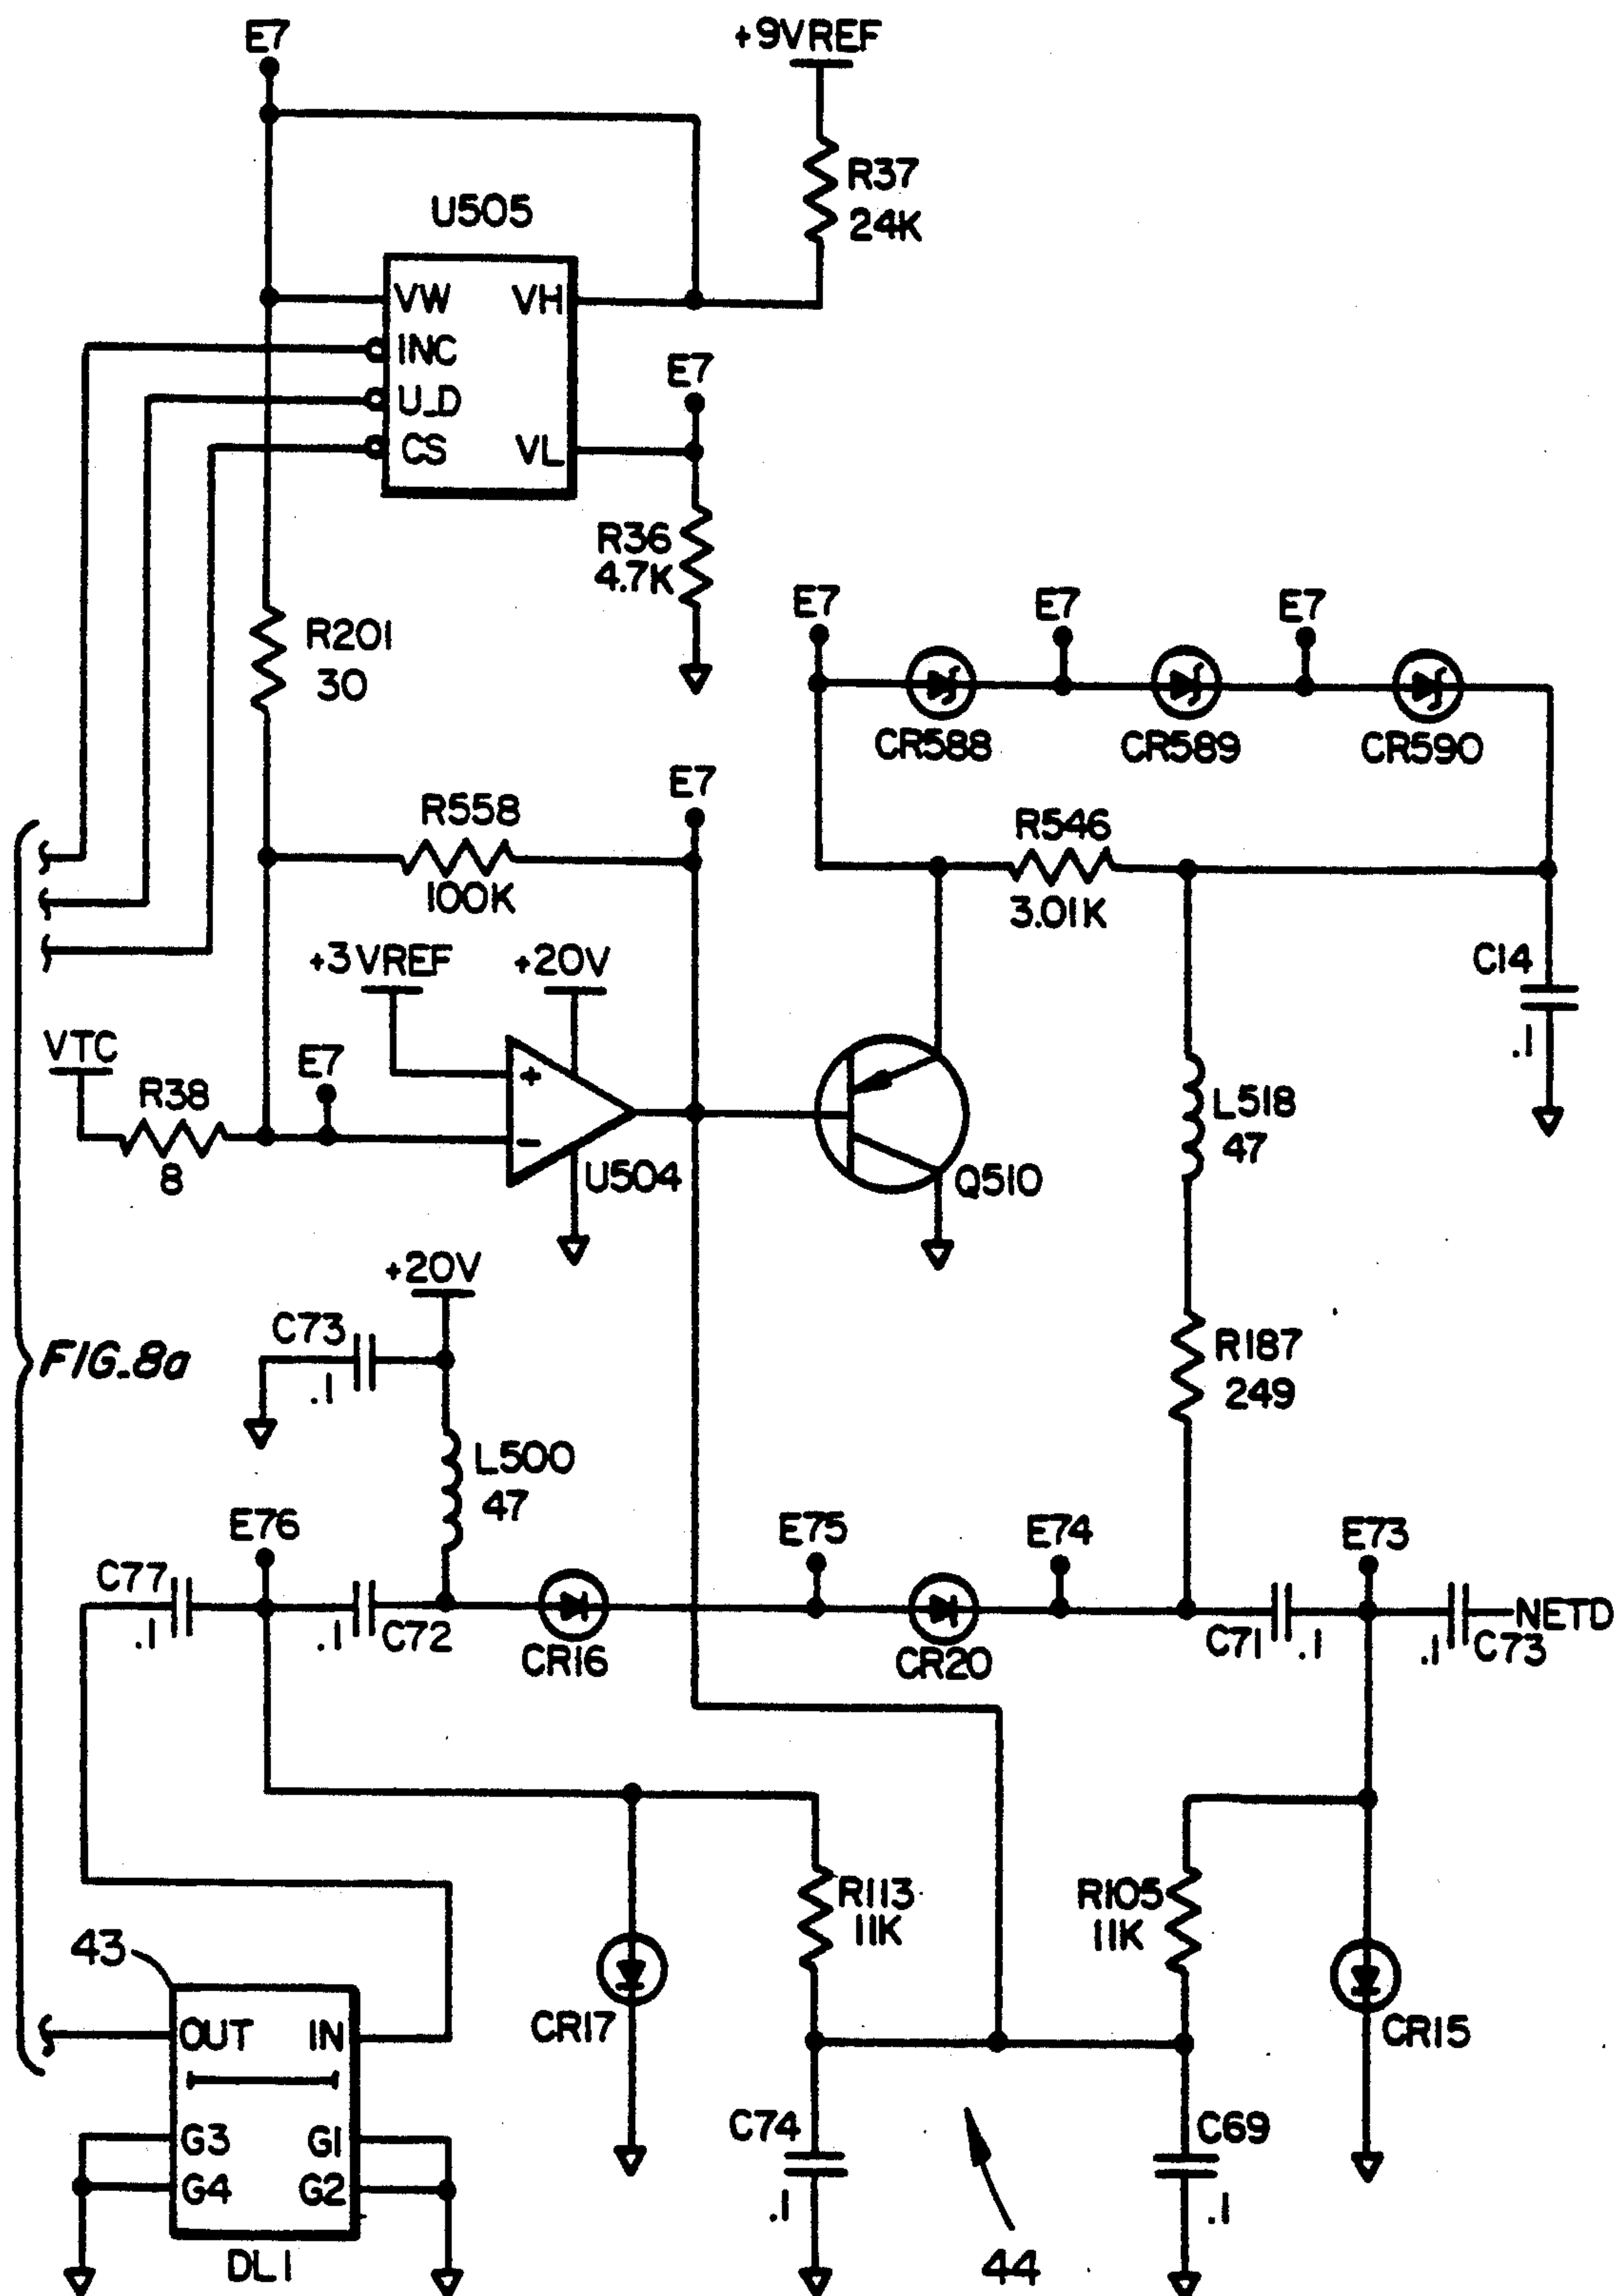 E7
+9VREF
R37
24K
U505
VW
VH
INC
U_D
CS
VL
E7
R36
4.7K
R201
30
E7
E7
E7
CR588
CR589
CR590
E7
R558
100K
R546
3.01K
C14
.1
+3VREF
+20V
VTC
E7
R38
8
+
-
U504
Q510
L518
47
+20V
C73
.1
FIG._8a
R187
249
L500
47
E76
E75
E74
E73
C77
.1
.1
C72
CR16
CR20
C71
.1
.1
C73
NETD
R113
11K
R105
11K
43
OUT
IN
CR17
CR15
G3
G1
G4
G2
DL1
C74
.1
C69
.1
44